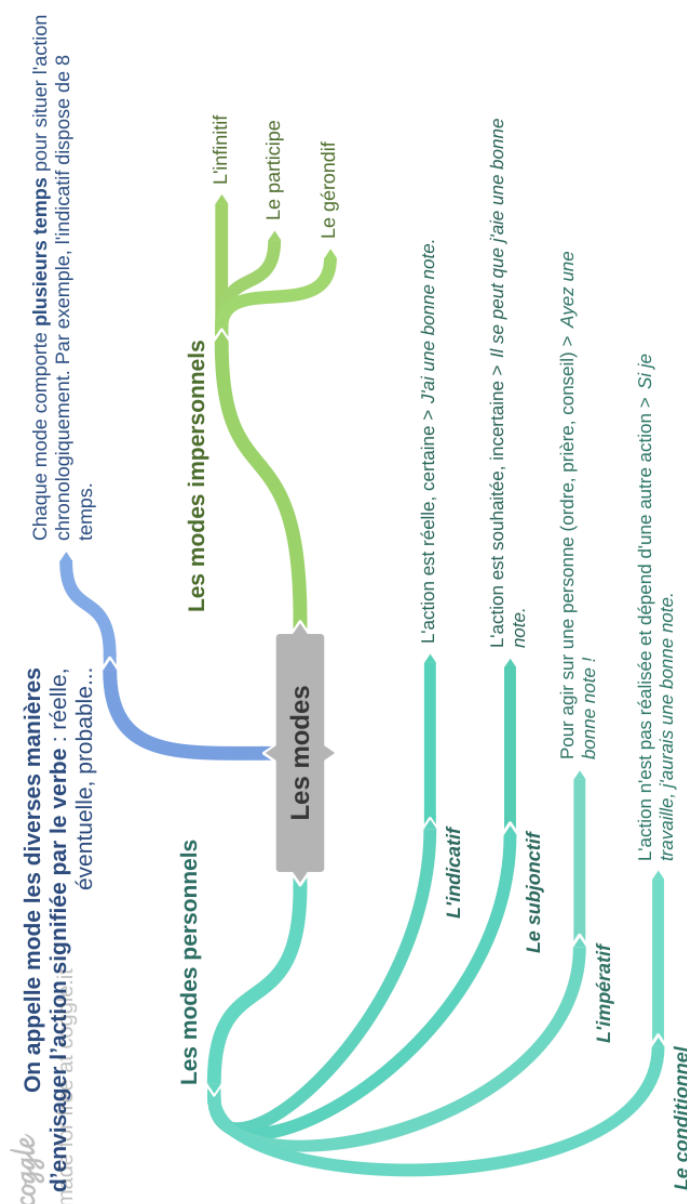 coggle
made for free at coggle.it
On appelle mode les diverses manières
d'envisager l'action signifiée par le verbe : réelle,
éventuelle, probable...
Chaque mode comporte plusieurs temps pour situer l'action
chronologiquement. Par exemple, l'indicatif dispose de 8
temps.
Les modes
Les modes impersonnels
L'infinitif
Le participe
Le gérondif
Les modes personnels
L'indicatif
L'action est réelle, certaine > J'ai une bonne note.
Le subjonctif
L'action est souhaitée, incertaine > Il se peut que j'aie une bonne
note.
L'impératif
Pour agir sur une personne (ordre, prière, conseil) > Ayez une
bonne note !
Le conditionnel
L'action n'est pas réalisée et dépend d'une autre action > Si je
travaille, j'aurais une bonne note.